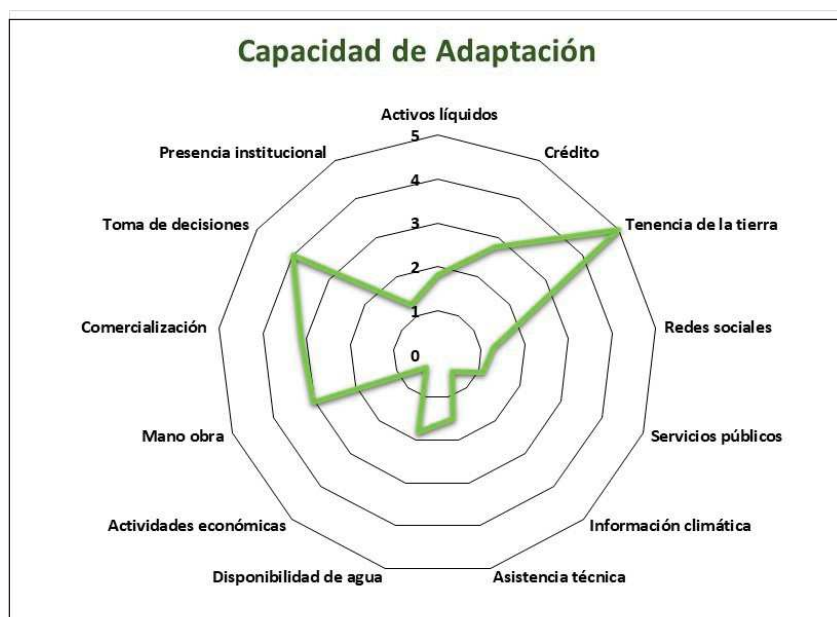 Capacidad de Adaptación
Activos líquidos
5
Presencia institucional
Crédito
4
3
Toma de decisiones
Tenencia de la tierra
2
1
Comercialización
Redes sociales
0
Mano obra
Servicios públicos
Actividades económicas
Información climática
Disponibilidad de agua
Asistencia técnica